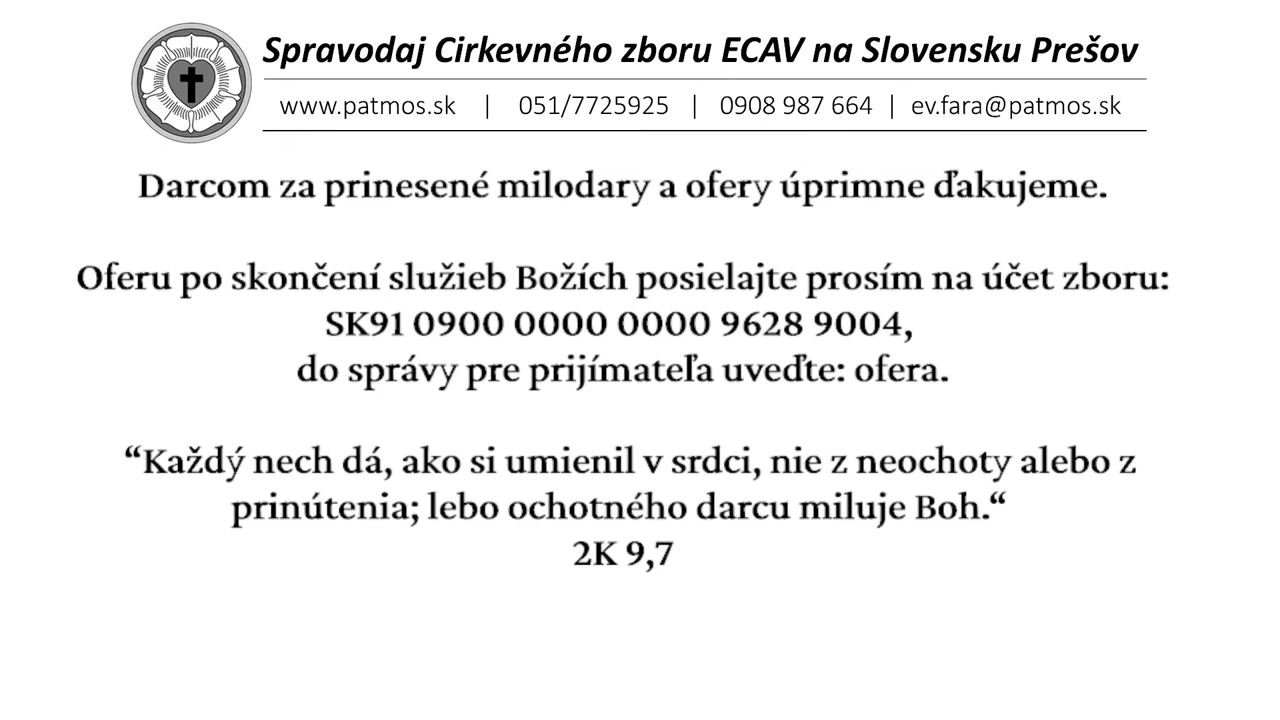 Spravodaj Cirkevného zboru ECAV na Slovensku Prešov
www.patmos.sk | 051/7725925 | 0908 987 664 | ev.fara@patmos.sk
Darcom za prinesené milodary a ofery úprimne ďakujeme.
Oferu po skončení služieb Božích posielajte prosím na účet zboru:
SK91 0900 0000 0000 9628 9004,
do správy pre prijímateľa uveďte: ofera.
“Každý nech dá, ako si umienil v srdci, nie z neochoty alebo z
prinútenia; lebo ochotného darcu miluje Boh.“
2K 9,7